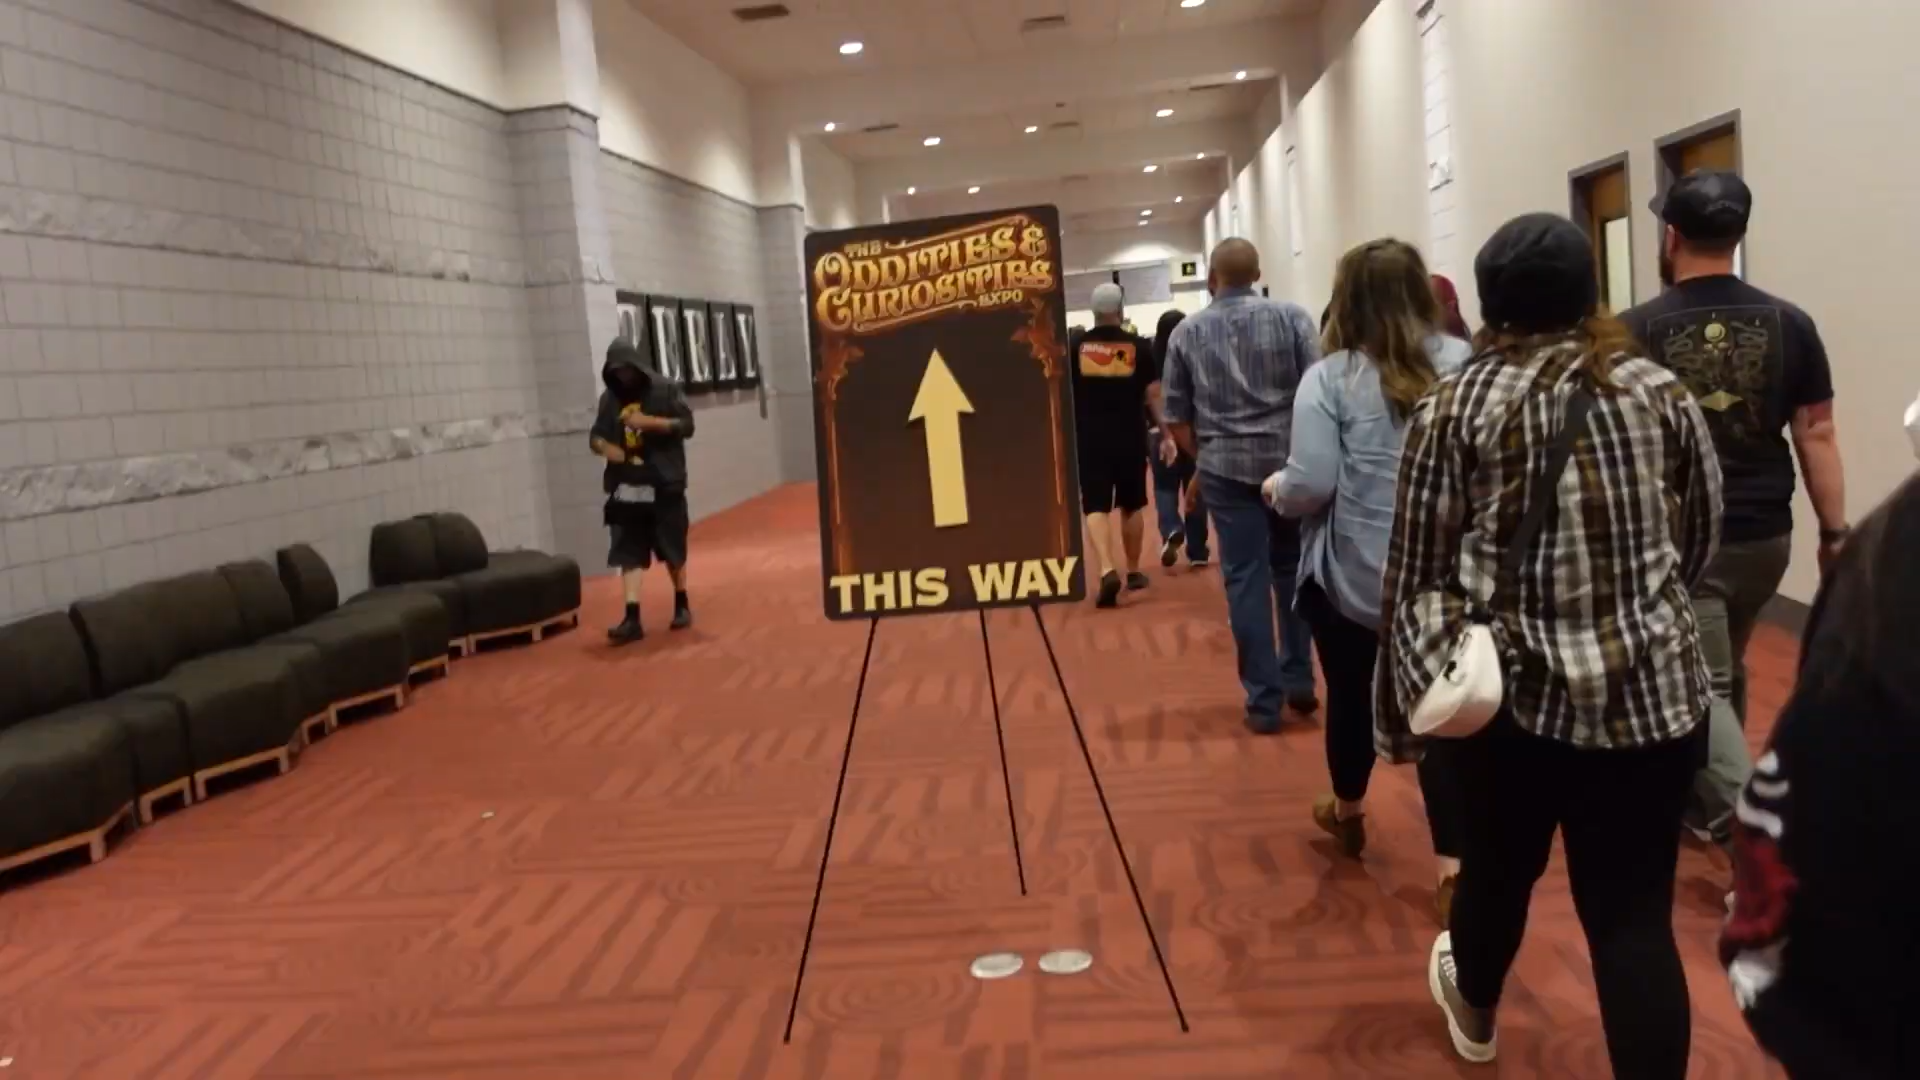 THE
ODDITIES &
CURIOSITIES
EXPO
THIS WAY